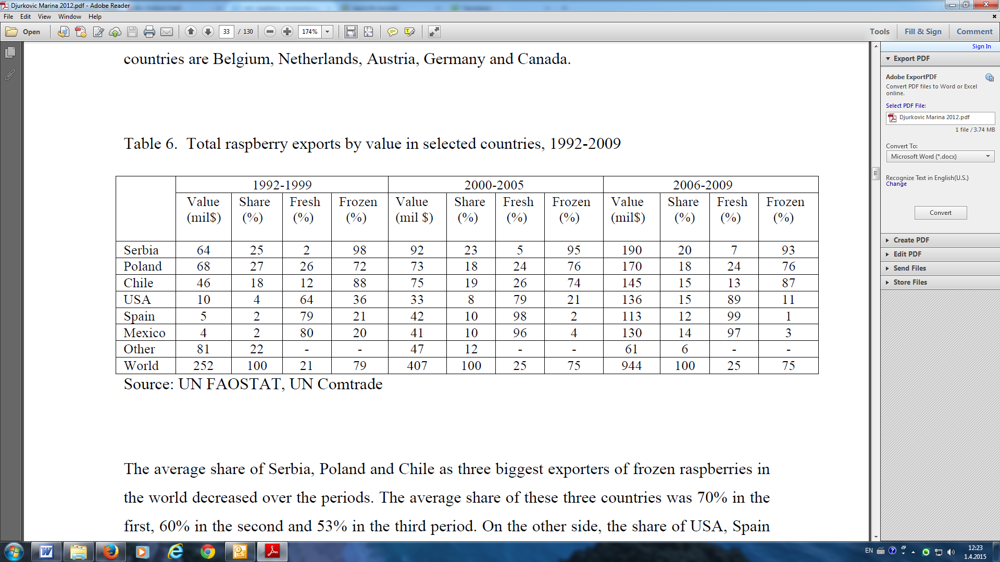 Djurkovic Marina 2012.pdf - Adobe Reader
File Edit View Window Help
Open 33 / 130 174% Tools Fill & Sign Comment
Sign In
countries are Belgium, Netherlands, Austria, Germany and Canada.
Table 6. Total raspberry exports by value in selected countries, 1992-2009
1992-1999 2000-2005 2006-2009
Value Share Fresh Frozen Value Share Fresh Frozen Value Share Fresh Frozen
(mil$) (%) (%) (%) (mil $) (%) (%) (%) (mil$) (%) (%) (%)
Serbia 64 25 2 98 92 23 5 95 190 20 7 93
Poland 68 27 26 72 73 18 24 76 170 18 24 76
Chile 46 18 12 88 75 19 26 74 145 15 13 87
USA 10 4 64 36 33 8 79 21 136 15 89 11
Spain 5 2 79 21 42 10 98 2 113 12 99 1
Mexico 4 2 80 20 41 10 96 4 130 14 97 3
Other 81 22 - - 47 12 - - 61 6 - -
World 252 100 21 79 407 100 25 75 944 100 25 75
Source: UN FAOSTAT, UN Comtrade
The average share of Serbia, Poland and Chile as three biggest exporters of frozen raspberries in
the world decreased over the periods. The average share of these three countries was 70% in the
first, 60% in the second and 53% in the third period. On the other side, the share of USA, Spain
Export PDF
Adobe ExportPDF
Convert PDF files to Word or Excel
online.
Select PDF File:
Djurkovic Marina 2012.pdf
1 file / 3.74 MB
Convert To:
Microsoft Word (*.docx)
Recognize Text in English(U.S.)
Change
Convert
Create PDF
Edit PDF
Send Files
Store Files
EN 12:23
1.4.2015